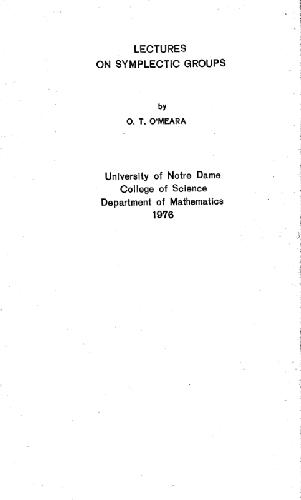 LECTURES
ON SYMPLECTIC GROUPS
by
O. T. O'MEARA
University of Notre Dame
College of Science
Department of Mathematics
1976